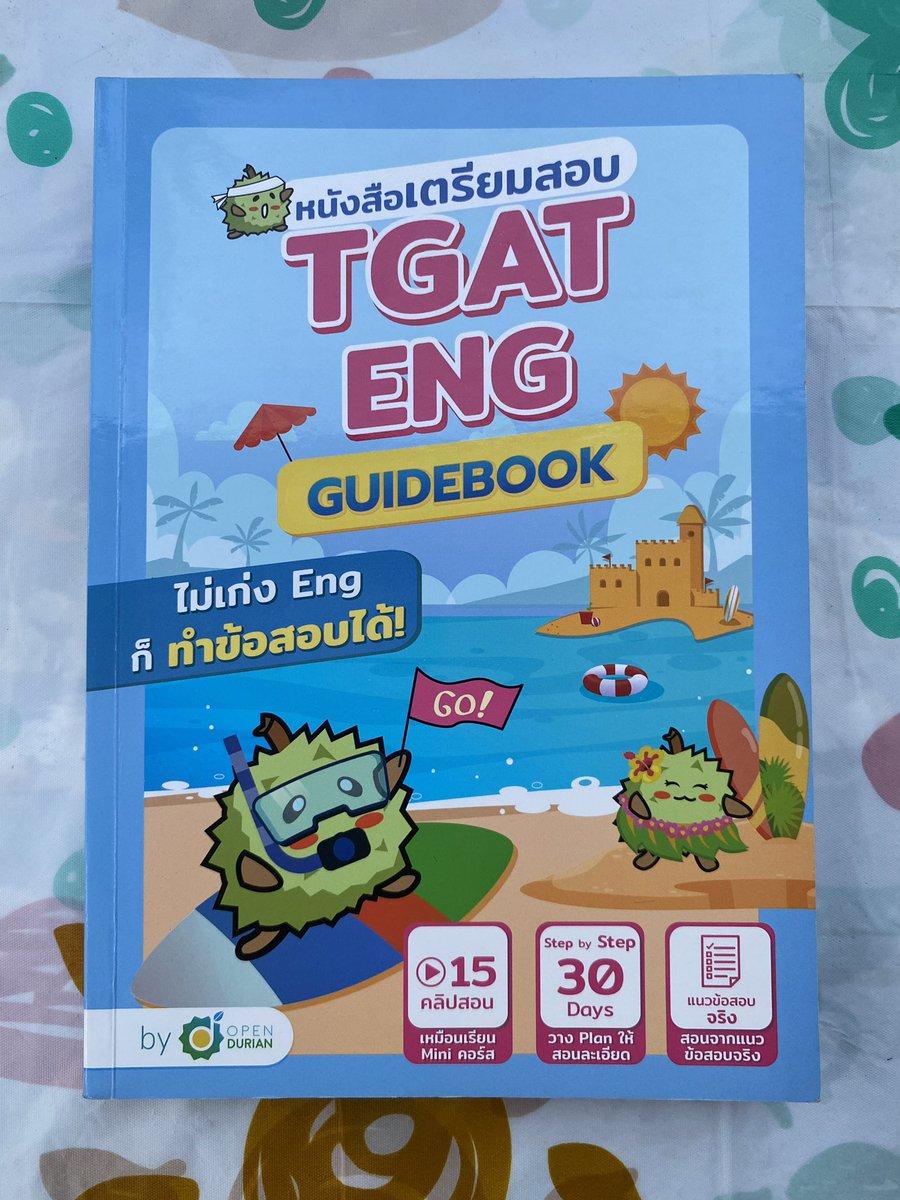 หนังสือเตรียมสอบ
TGAT
ENG
GUIDEBOOK
ไม่เก่ง Eng
ก็ ทำข้อสอบได้!
GO!
15
คลิปสอน
เหมือนเรียน
Mini คอร์ส
Step by Step
30
Days
วาง Plan ให้
สอนละเอียด
แนวข้อสอบ
จริง
สอนจากแนว
ข้อสอบจริง
by OPEN
DURIAN